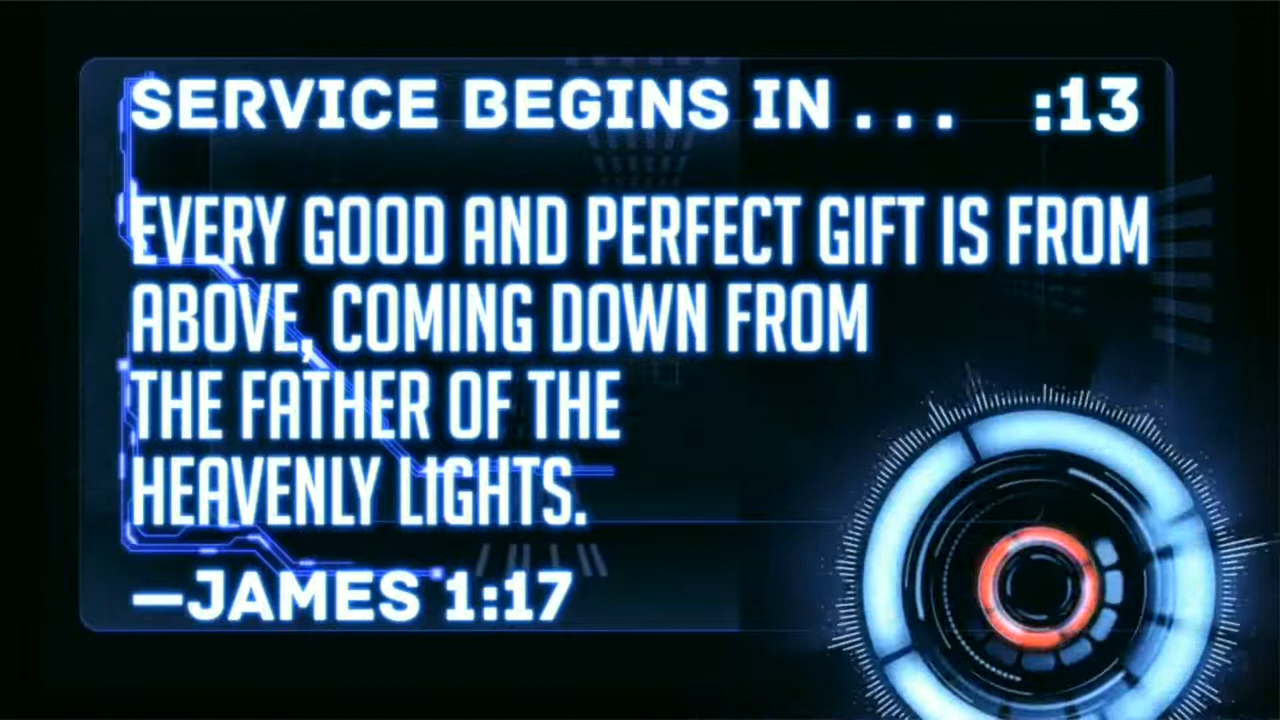 SERVICE BEGINS IN . . . :13
EVERY GOOD AND PERFECT GIFT IS FROM
ABOVE, COMING DOWN FROM
THE FATHER OF THE
HEAVENLY LIGHTS.
—JAMES 1:17